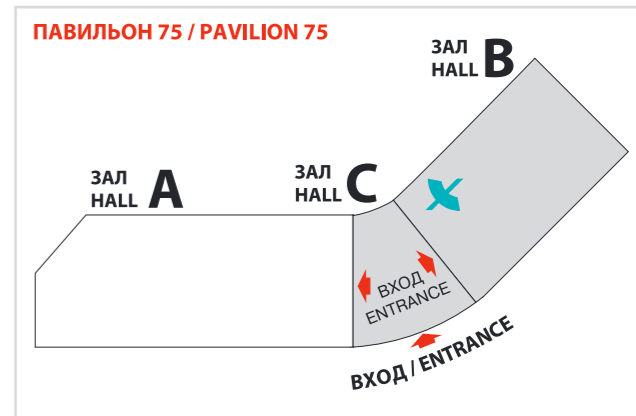 ПАВИЛЬОН 75 / PAVILION 75
ЗАЛ
HALL B
ЗАЛ
HALL A
ЗАЛ
HALL C
ВХОД
ENTRANCE
ВХОД / ENTRANCE